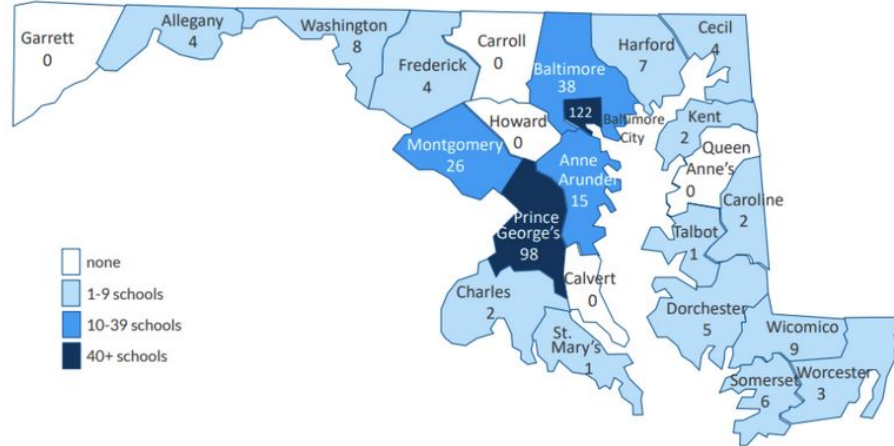 Garrett
0
Allegany
4
Washington
8
Frederick
4
Carroll
0
Baltimore
38
122
Baltimore
City
Harford
7
Cecil
4
Howard
0
Montgomery
26
Anne
Arundel
15
Kent
2
Queen
Anne's
0
Caroline
2
Talbot
1
Prince
George's
98
Calvert
0
Charles
2
St.
Mary's
1
Dorchester
5
Wicomico
9
Somerset
6
Worcester
3
none
1-9 schools
10-39 schools
40+ schools